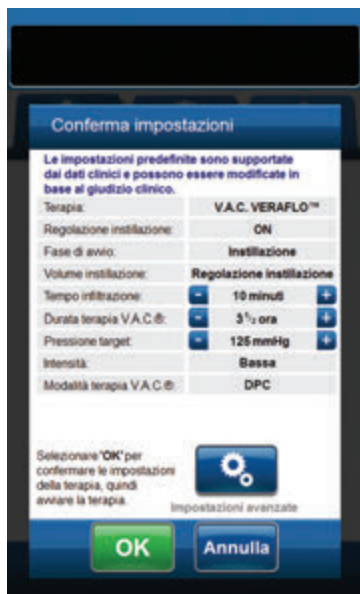 Conferma impostazioni
Le impostazioni predefinite sono supportate
dai dati clinici e possono essere modificate in
base al giudizio clinico.
Terapia: V.A.C. VERAFLO™
Regolazione instillazione: ON
Fase di avvio: Instillazione
Volume instillazione: Regolazione instillazione
Tempo infiltrazione: - 10 minuti +
Durata terapia V.A.C.®: - 3 ½ ora +
Pressione target: - 125 mmHg +
Intensità: Bassa
Modalità terapia V.A.C.®: DPC
Selezionare 'OK' per
confermare le impostazioni
della terapia, quindi
avviare la terapia.
Impostazioni avanzate
OK Annulla